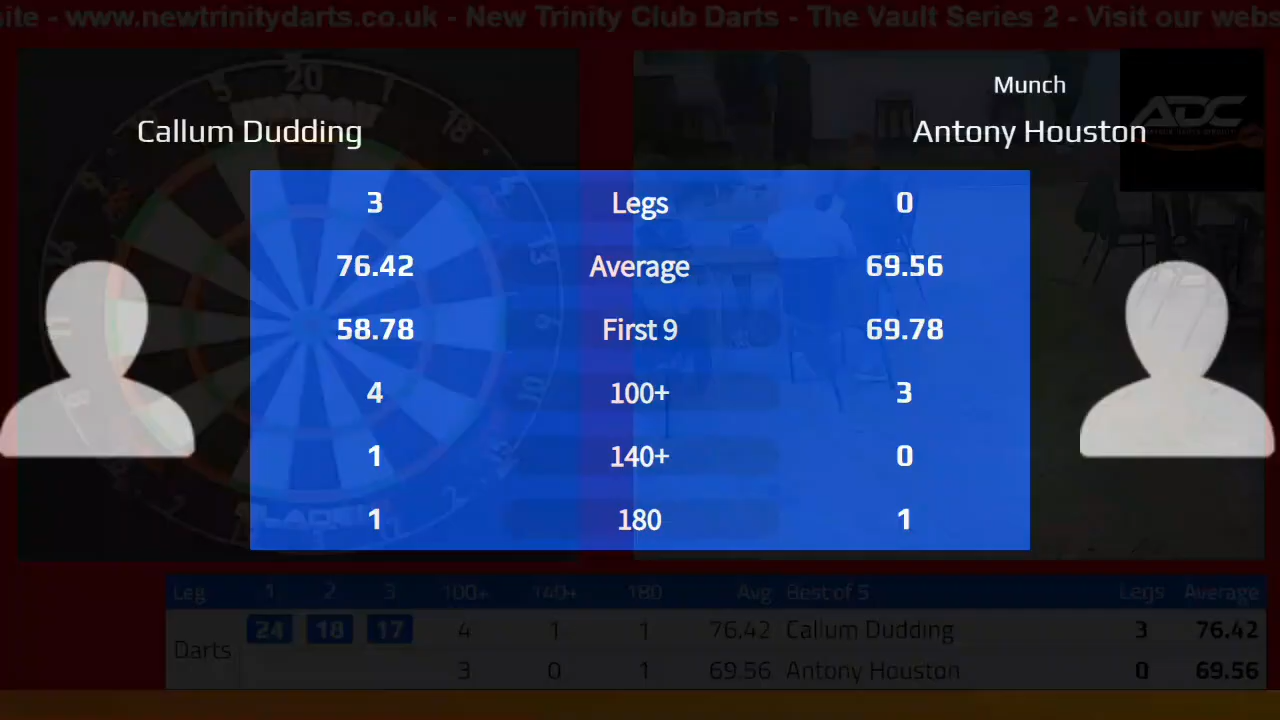 site - www.newtrinitydarts.co.uk - New Trinity Club Darts - The Vault Series 2 - Visit our webs
Munch
ADC
Callum Dudding Antony Houston
3 Legs 0
76.42 Average 69.56
58.78 First 9 69.78
4 100+ 3
1 140+ 0
1 180 1
Leg 1 2 3 100+ 140+ 180 Avg Best of 5 Legs Average
Darts
24 18 17 4 1 1 76.42 Callum Dudding 3 76.42
3 0 1 69.56 Antony Houston 0 69.56